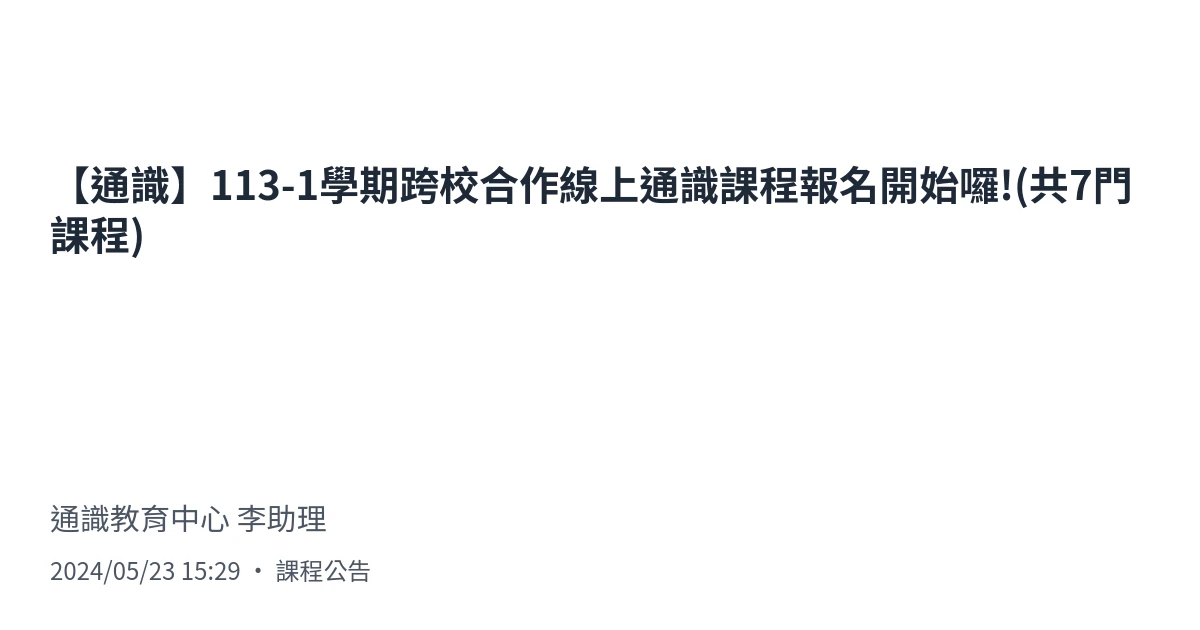 【通識】113-1學期跨校合作線上通識課程報名開始囉!(共7門
課程)
通識教育中心 李助理
2024/05/23 15:29 • 課程公告